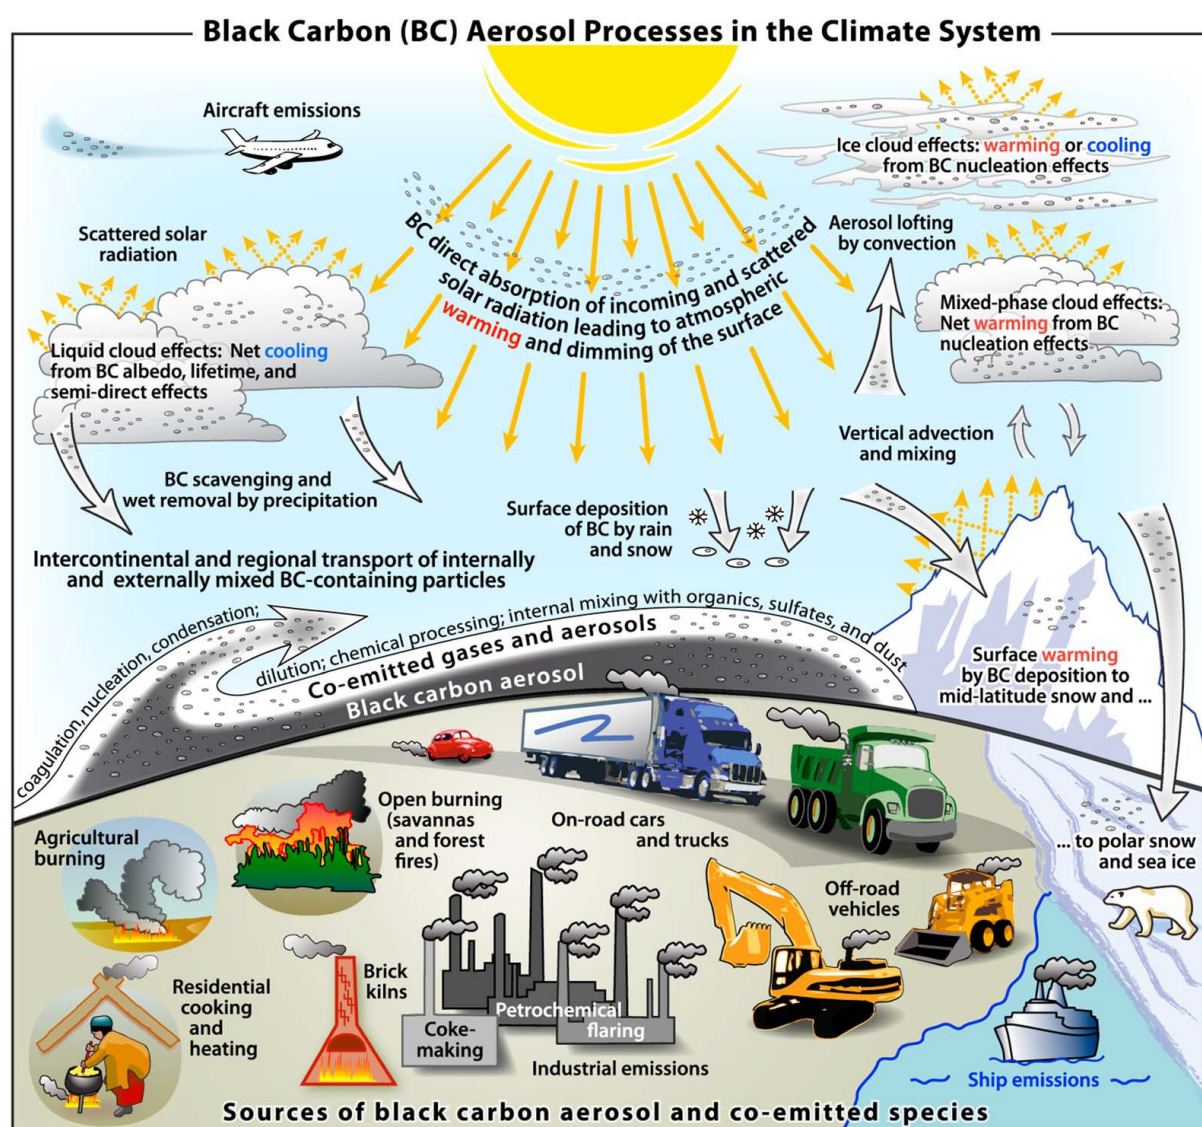 Black Carbon (BC) Aerosol Processes in the Climate System
Aircraft emissions
Ice cloud effects: warming or cooling
from BC nucleation effects
Scattered solar
radiation
BC direct absorption of incoming and scattered
solar radiation leading to atmospheric
warming and dimming of the surface
Aerosol lofting
by convection
Liquid cloud effects: Net cooling
from BC albedo, lifetime, and
semi-direct effects
Mixed-phase cloud effects:
Net warming from BC
nucleation effects
Vertical advection
and mixing
BC scavenging and
wet removal by precipitation
Surface deposition
of BC by rain
and snow
Intercontinental and regional transport of internally
and externally mixed BC-containing particles
coagulation, nucleation, condensation;
dilution; chemical processing; internal mixing with organics, sulfates, and dust
Co-emitted gases and aerosols
Black carbon aerosol
Surface warming
by BC deposition to
mid-latitude snow and ...
... to polar snow
and sea ice
Agricultural
burning
Open burning
(savannas
and forest
fires)
On-road cars
and trucks
Off-road
vehicles
Residential
cooking
and
heating
Brick
kilns
Coke-
making
Petrochemical
flaring
Industrial emissions
Ship emissions
Sources of black carbon aerosol and co-emitted species